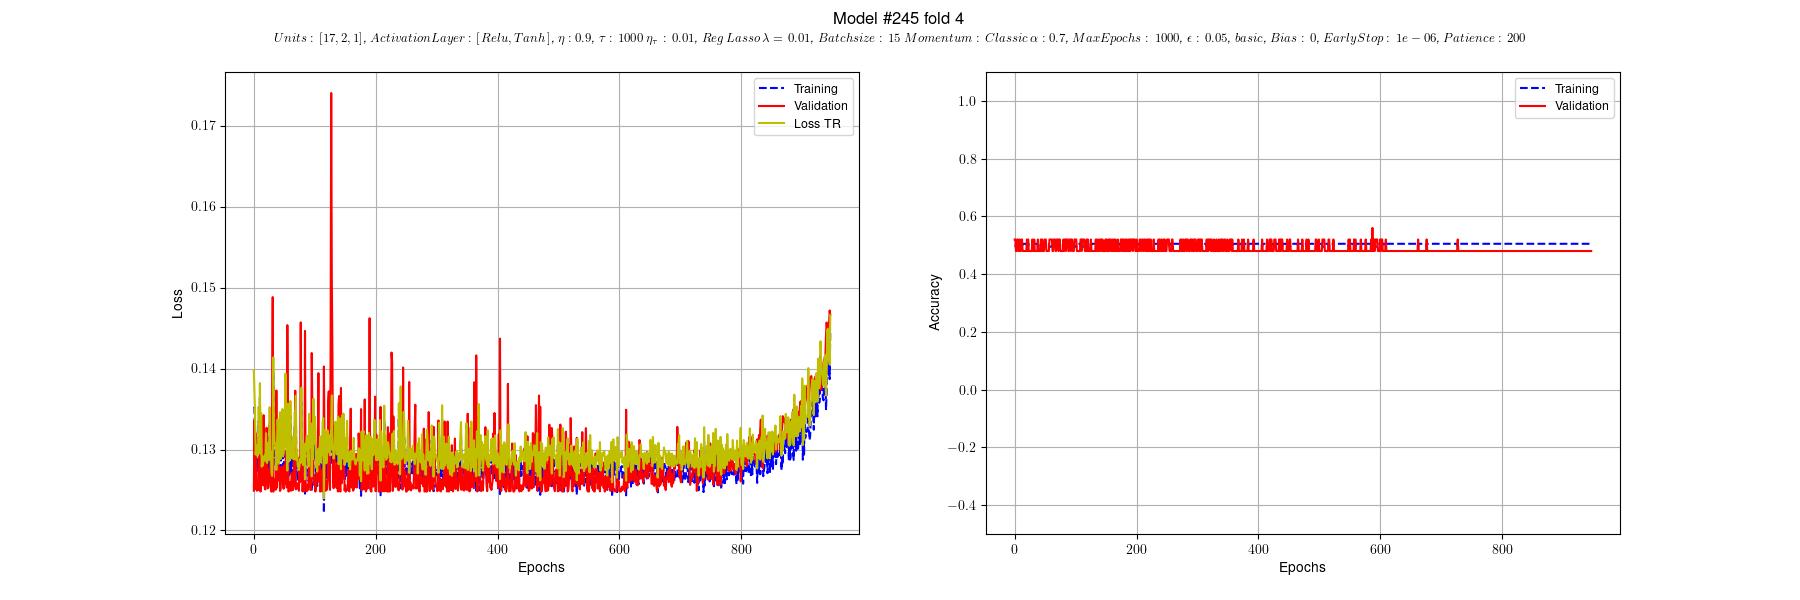 Model #245 fold 4
Units : [17, 2, 1], ActivationLayer : [Relu, Tanh], η : 0.9, τ : 1000 ητ : 0.01, Reg Lasso λ = 0.01, Batchsize : 15 Momentum : Classic α : 0.7, MaxEpochs : 1000, ϵ : 0.05, basic, Bias : 0, EarlyStop : 1e − 06, Patience : 200
Loss
0.17
0.16
0.15
0.14
0.13
0.12
Training
Validation
Loss TR
0 200 400 600 800
Epochs
Accuracy
1.0
0.8
0.6
0.4
0.2
0.0
−0.2
−0.4
Training
Validation
0 200 400 600 800
Epochs